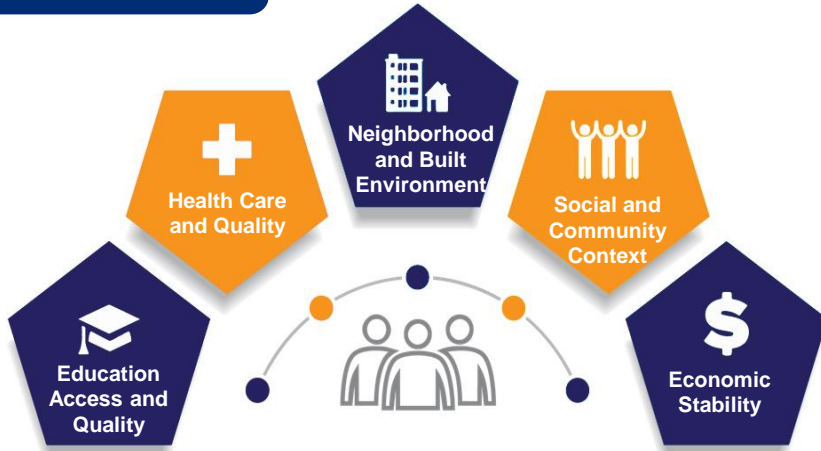 Neighborhood
and Built
Environment
Health Care
and Quality
Social and
Community
Context
Education
Access and
Quality
$
Economic
Stability